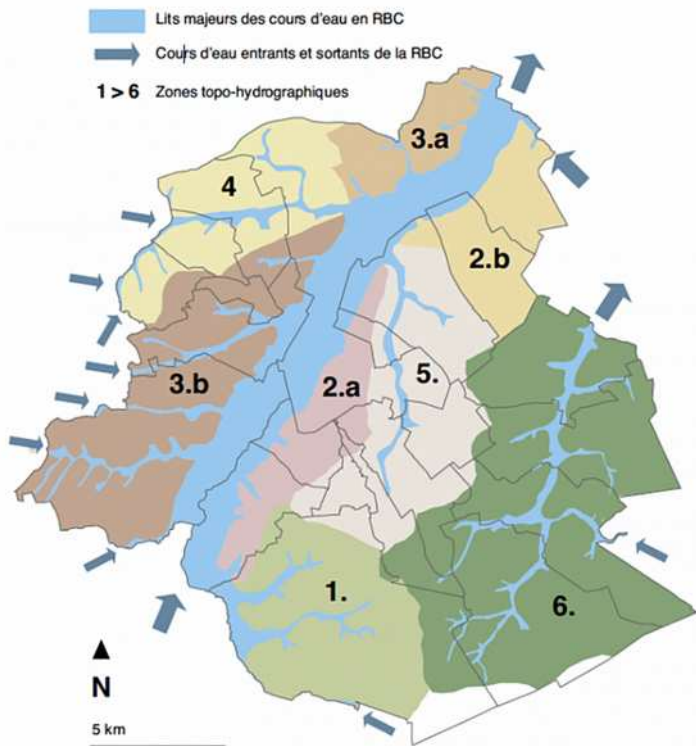 Lits majeurs des cours d'eau en RBC
Cours d'eau entrants et sortants de la RBC
1 > 6 Zones topo-hydrographiques
3.a
4
2.b
5.
3.b
2.a
1.
6.
N
5 km